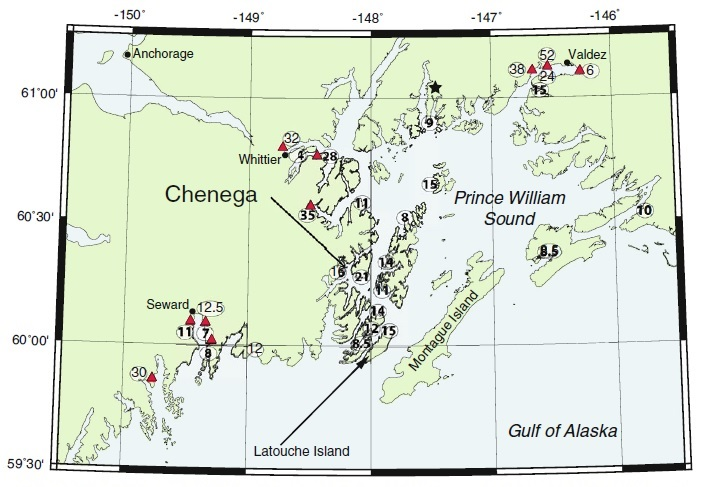 -150° -149° -148° -147° -146°
Anchorage
52 Valdez
38 6
24
61°00'
15
9
32
Whittier 4 28
15
Chenega
11 Prince William
35 8 Sound 10
60°30'
8.5
14
16 21
11
Seward 12.5
14
11 7 12 15
60°00'
8 12 8.5
Montague Island
30
Gulf of Alaska
Latouche Island
59°30'